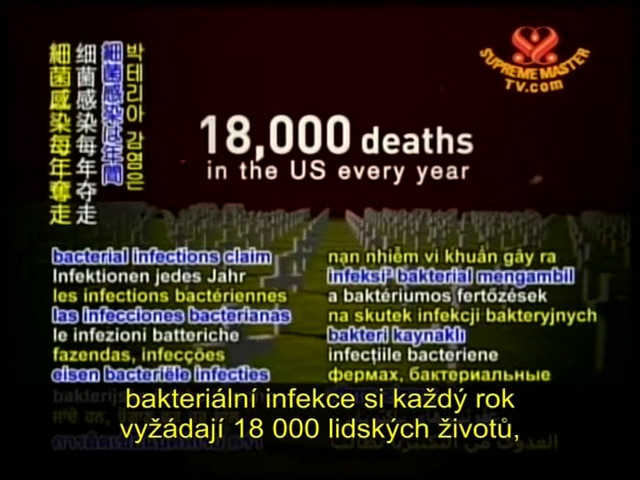 박테리아 감염은
細菌感染は年間
细菌感染每年夺走
細菌感染每年奪走
SUPREME MASTER
TV.com
18,000 deaths
in the US every year
bacterial infections claim
Infektionen jedes Jahr
les infections bactériennes
las infecciones bacterianas
le infezioni batteriche
fazendas, infecções
eisen bacteriële infecties
nạn nhiễm vi khuẩn gây ra
infeksi² bakterial mengambil
a baktériumos fertőzések
na skutek infekcji bakteryjnych
bakteri kaynaklı
infecțiile bacteriene
фермах, бактериальные
bakteriální infekce si každý rok
vyžádají 18 000 lidských životů,